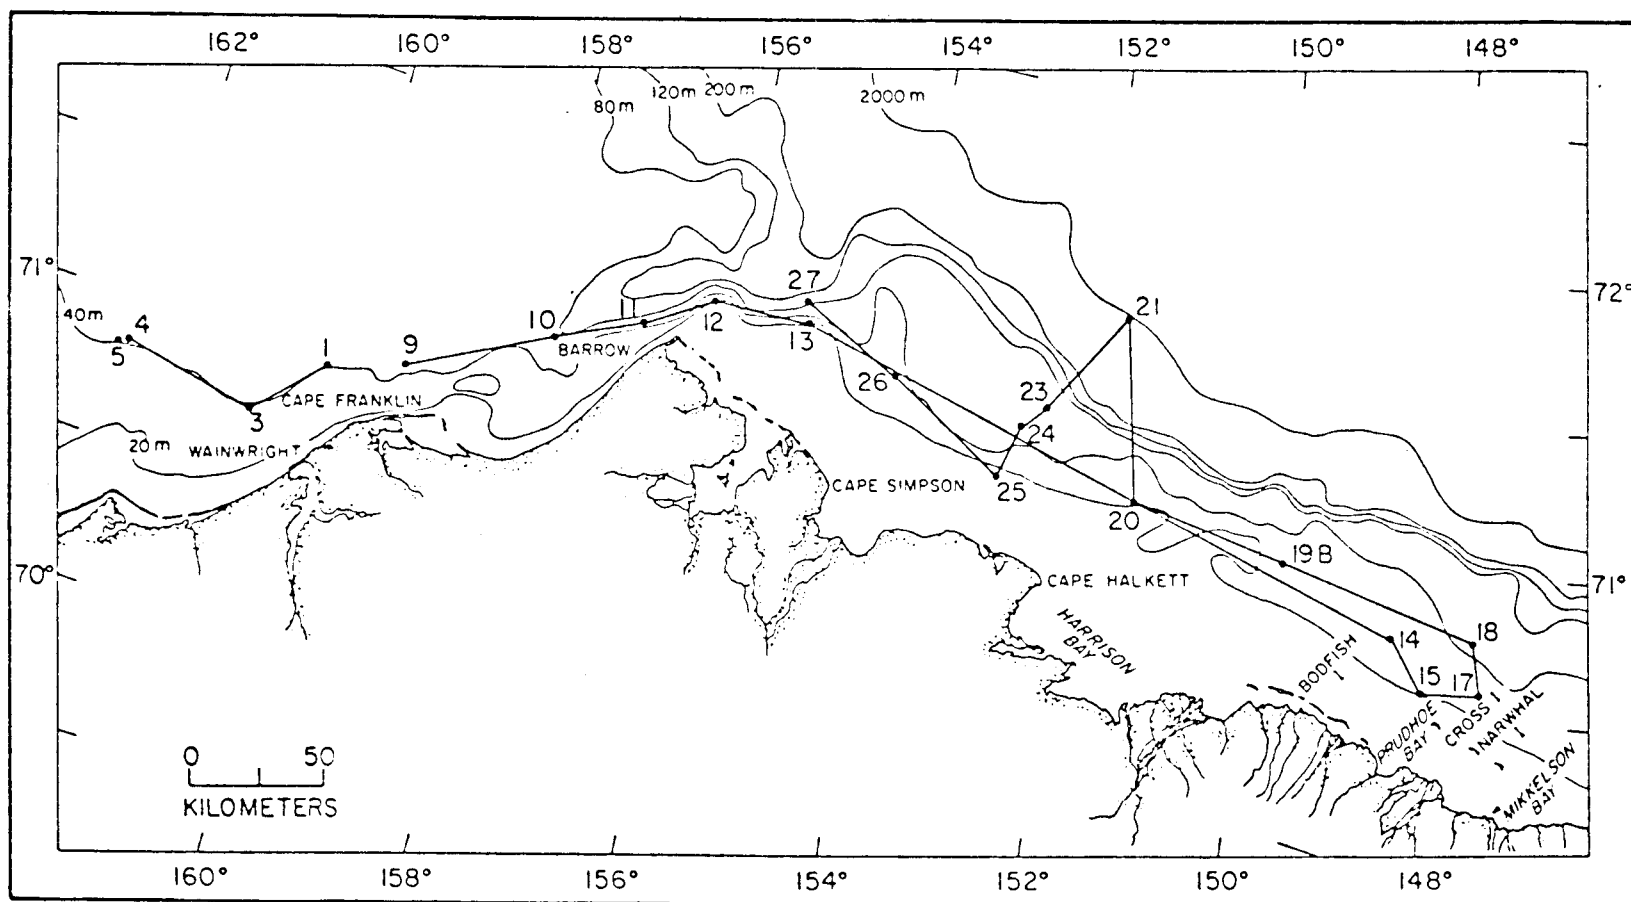 162° 160° 158° 156° 154° 152° 150° 148°
80m 120m 200m 2000m
71°
72°
40m
4
5
1
3
9
10
11
12
27
13
21
BARROW
26
23
24
25
20
CAPE FRANKLIN
WAINWRIGHT
20m
CAPE SIMPSON
19B
70°
71°
CAPE HALKETT
HARRISON
BAY
14
18
15
17
BODFISH
I
PRUDHOE
BAY
CROSS I
NARWHAL
I
MIKKELSON
BAY
0 50
KILOMETERS
160° 158° 156° 154° 152° 150° 148°